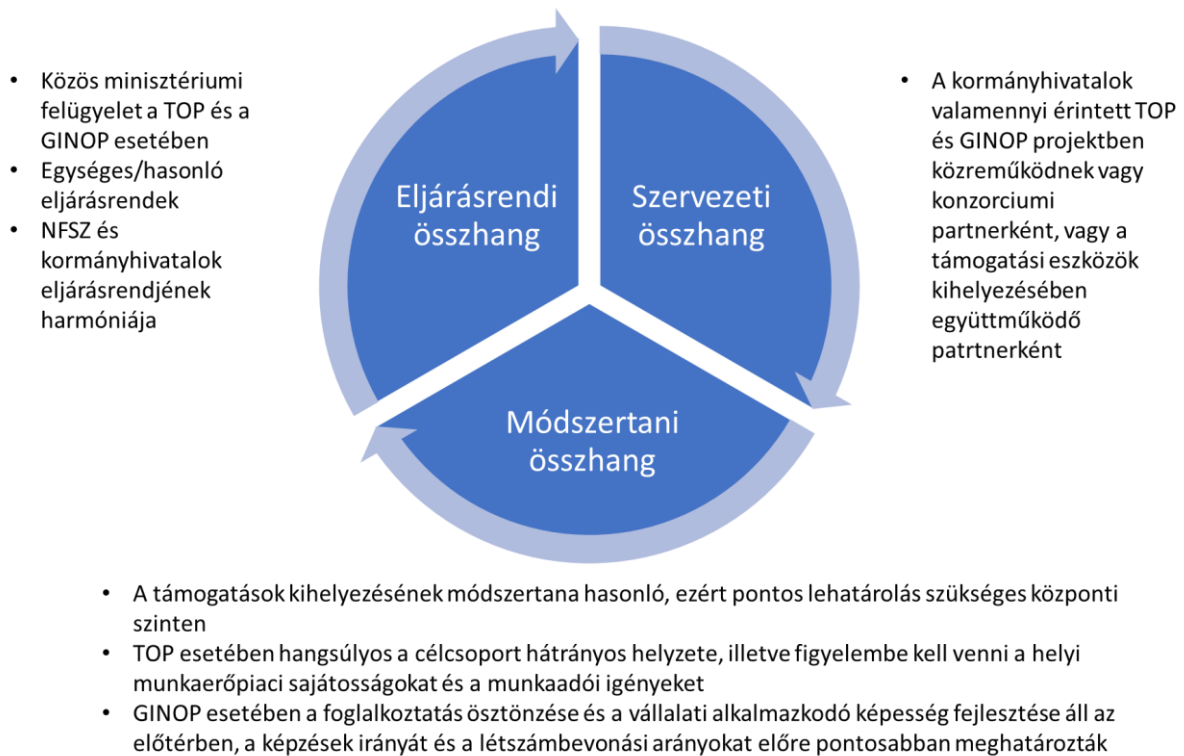 • Közös minisztériumi
felügyelet a TOP és a
GINOP esetében
• Egységes/hasonló
eljárásrendek
• NFSZ és
kormányhivatalok
eljárásrendjének
harmóniája
Eljárásrendi
összhang
Szervezeti
összhang
Módszertani
összhang
• A kormányhivatalok
valamennyi érintett TOP
és GINOP projektben
közreműködnek vagy
konzorciumi
partnerként, vagy a
támogatási eszközök
kihelyezésében
együttműködő
patrtnerként
• A támogatások kihelyezésének módszertana hasonló, ezért pontos lehatárolás szükséges központi
szinten
• TOP esetében hangsúlyos a célcsoport hátrányos helyzete, illetve figyelembe kell venni a helyi
munkaerőpiaci sajátosságokat és a munkaadói igényeket
• GINOP esetében a foglalkoztatás ösztönzése és a vállalati alkalmazkodó képesség fejlesztése áll az
előtérben, a képzések irányát és a létszámbevonási arányokat előre pontosabban meghatározták